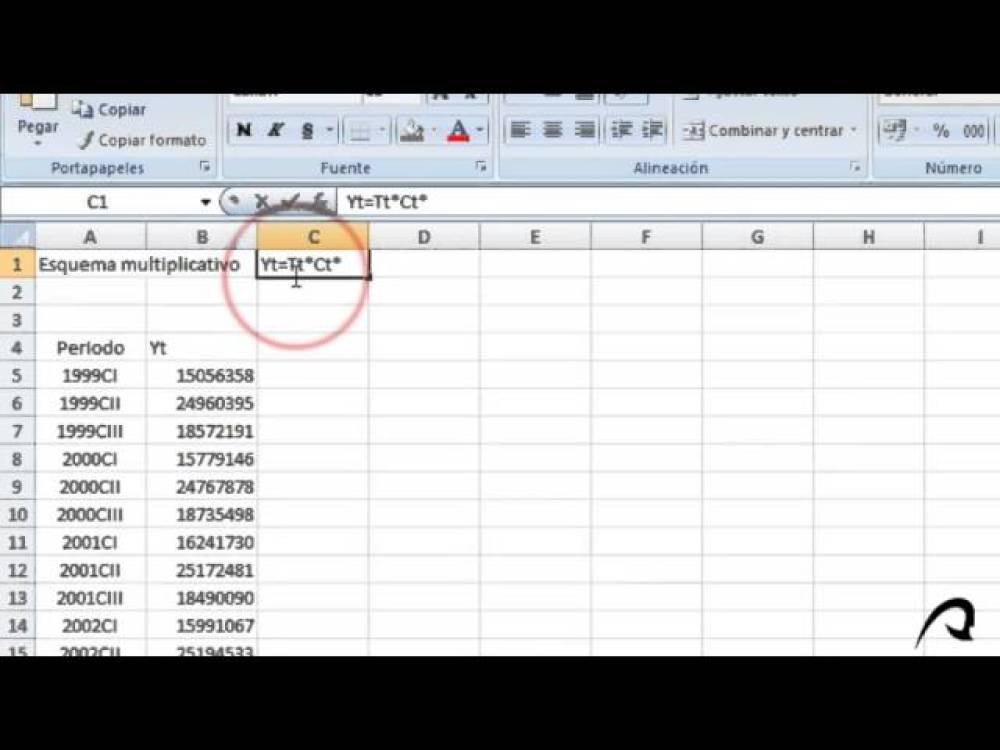 Copiar
Pegar
Copiar formato
N K S A
Combinar y centrar
% 000
Portapapeles Fuente Alineación Número
C1 Yt=Tt*Ct*
A B C D E F G H I
1 Esquema multiplicativo Yt=Tt*Ct*
2
3
4 Periodo Yt
5 1999CI 15056358
6 1999CII 24960395
7 1999CIII 18572191
8 2000CI 15779146
9 2000CII 24767878
10 2000CIII 18735498
11 2001CI 16241730
12 2001CII 25172481
13 2001CIII 18490090
14 2002CI 15991067
15 2002CII 25194533